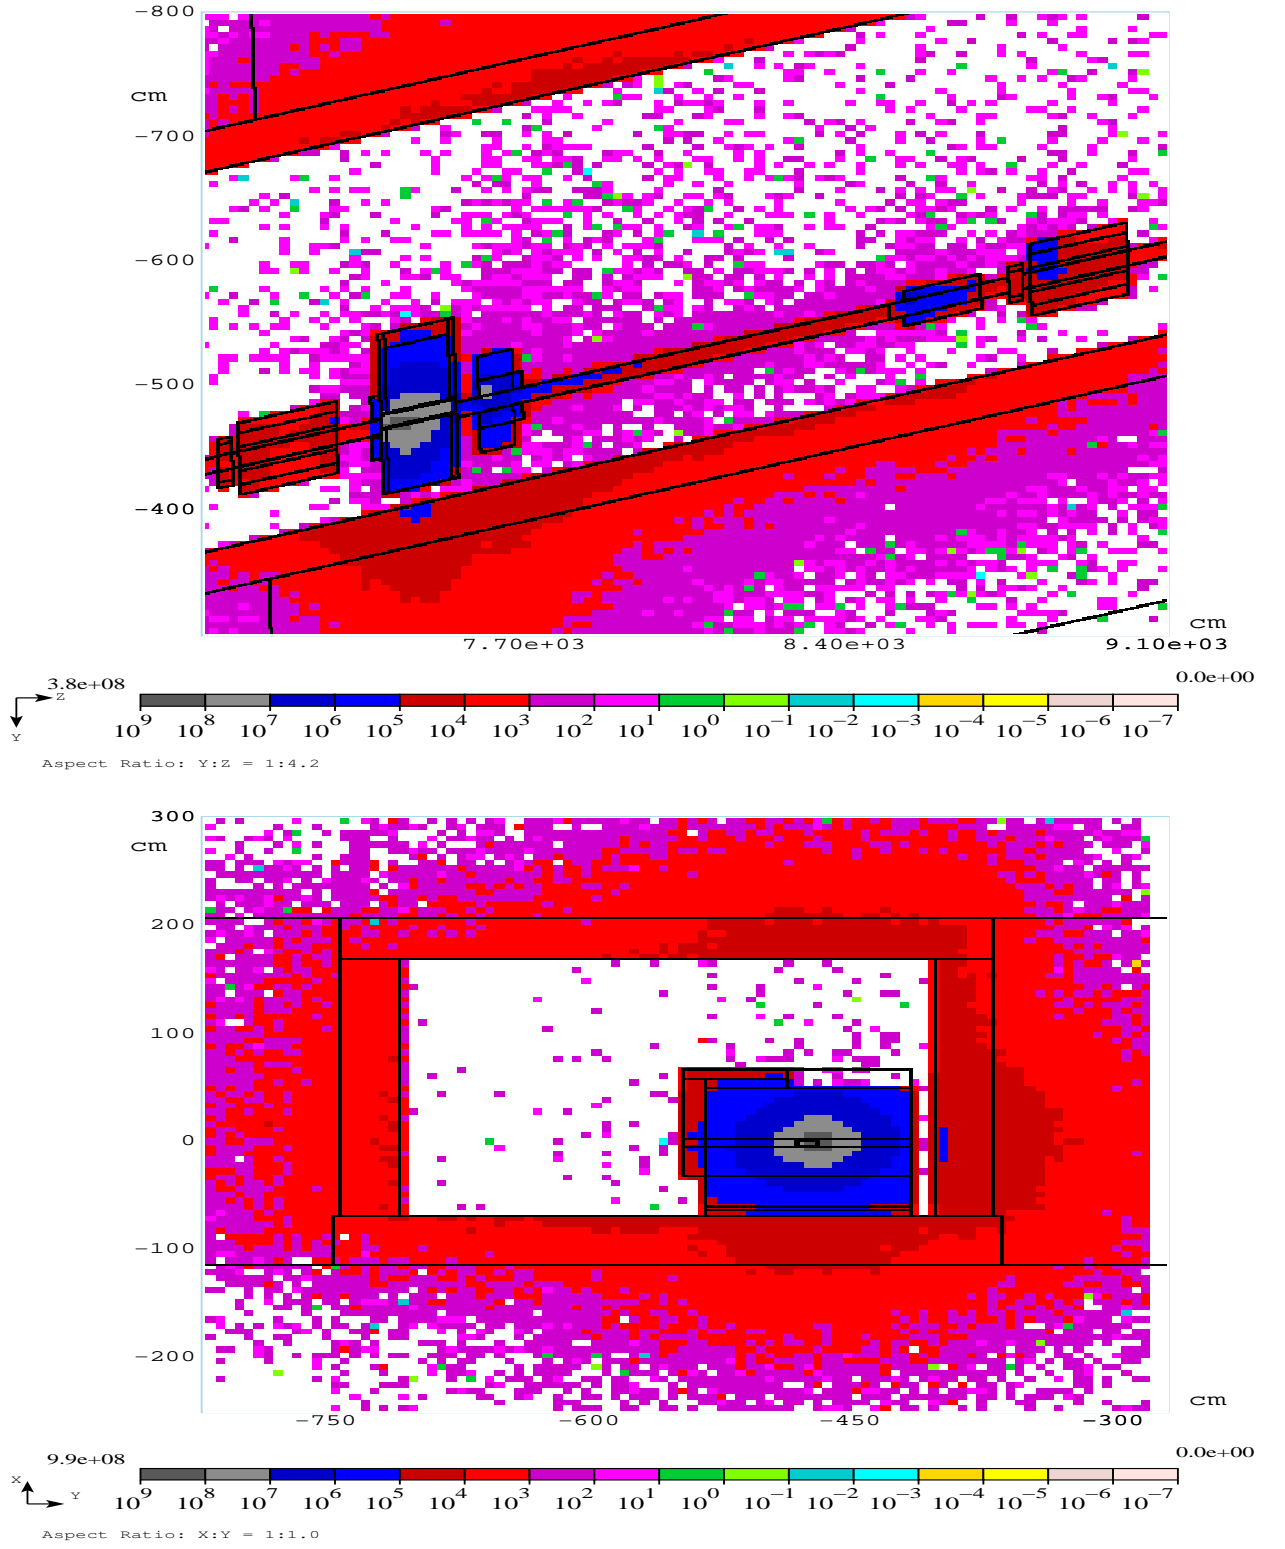 −800
cm
−700
−600
−500
−400
cm
7.70e+03 8.40e+03 9.10e+03
3.8e+08 0.0e+00
Z
Y
10^9 10^8 10^7 10^6 10^5 10^4 10^3 10^2 10^1 10^0 10^−1 10^−2 10^−3 10^−4 10^−5 10^−6 10^−7
Aspect Ratio: Y:Z = 1:4.2
300
cm
200
100
0
−100
−200
cm
−750 −600 −450 −300
9.9e+08 0.0e+00
X
Y
10^9 10^8 10^7 10^6 10^5 10^4 10^3 10^2 10^1 10^0 10^−1 10^−2 10^−3 10^−4 10^−5 10^−6 10^−7
Aspect Ratio: X:Y = 1:1.0